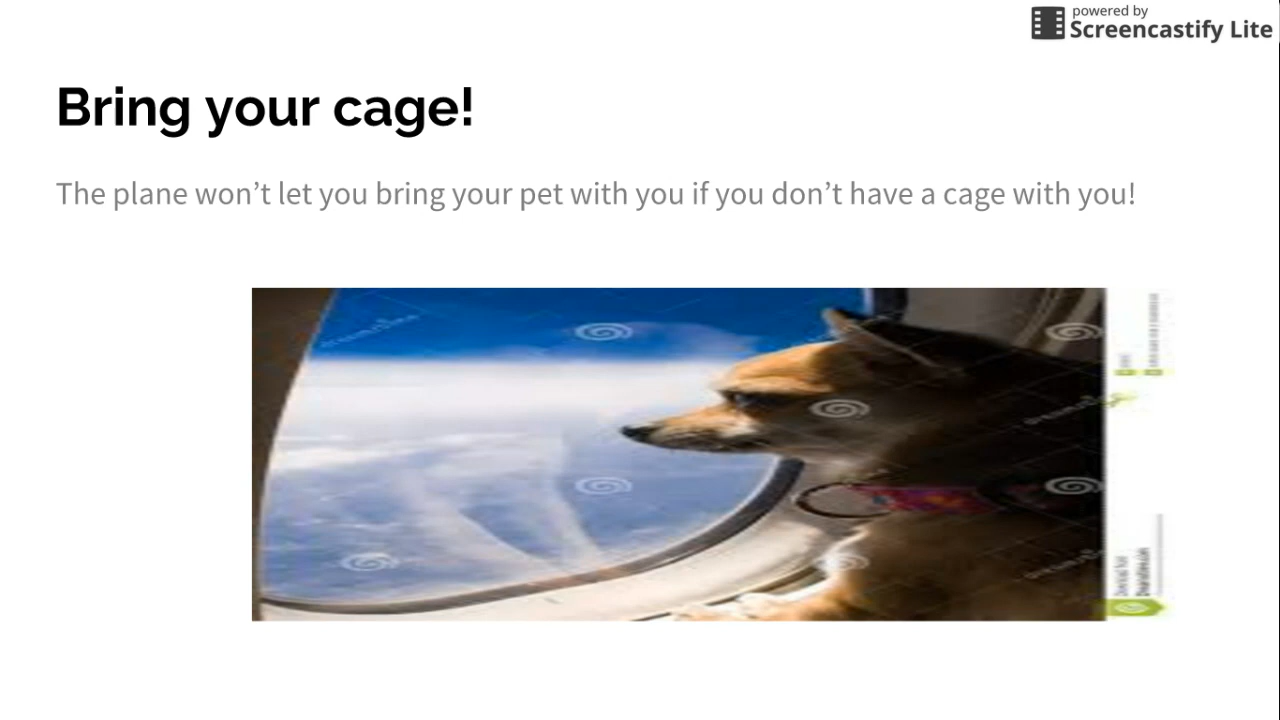 powered by
Screencastify Lite
Bring your cage!
The plane won’t let you bring your pet with you if you don’t have a cage with you!